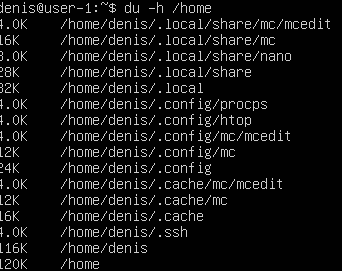 denis@user-1:~$ du -h /home
4.0K /home/denis/.local/share/mc/mcedit
16K /home/denis/.local/share/mc
8.0K /home/denis/.local/share/nano
28K /home/denis/.local/share
32K /home/denis/.local
4.0K /home/denis/.config/procps
4.0K /home/denis/.config/htop
4.0K /home/denis/.config/mc/mcedit
12K /home/denis/.config/mc
24K /home/denis/.config
4.0K /home/denis/.cache/mc/mcedit
12K /home/denis/.cache/mc
16K /home/denis/.cache
4.0K /home/denis/.ssh
116K /home/denis
120K /home